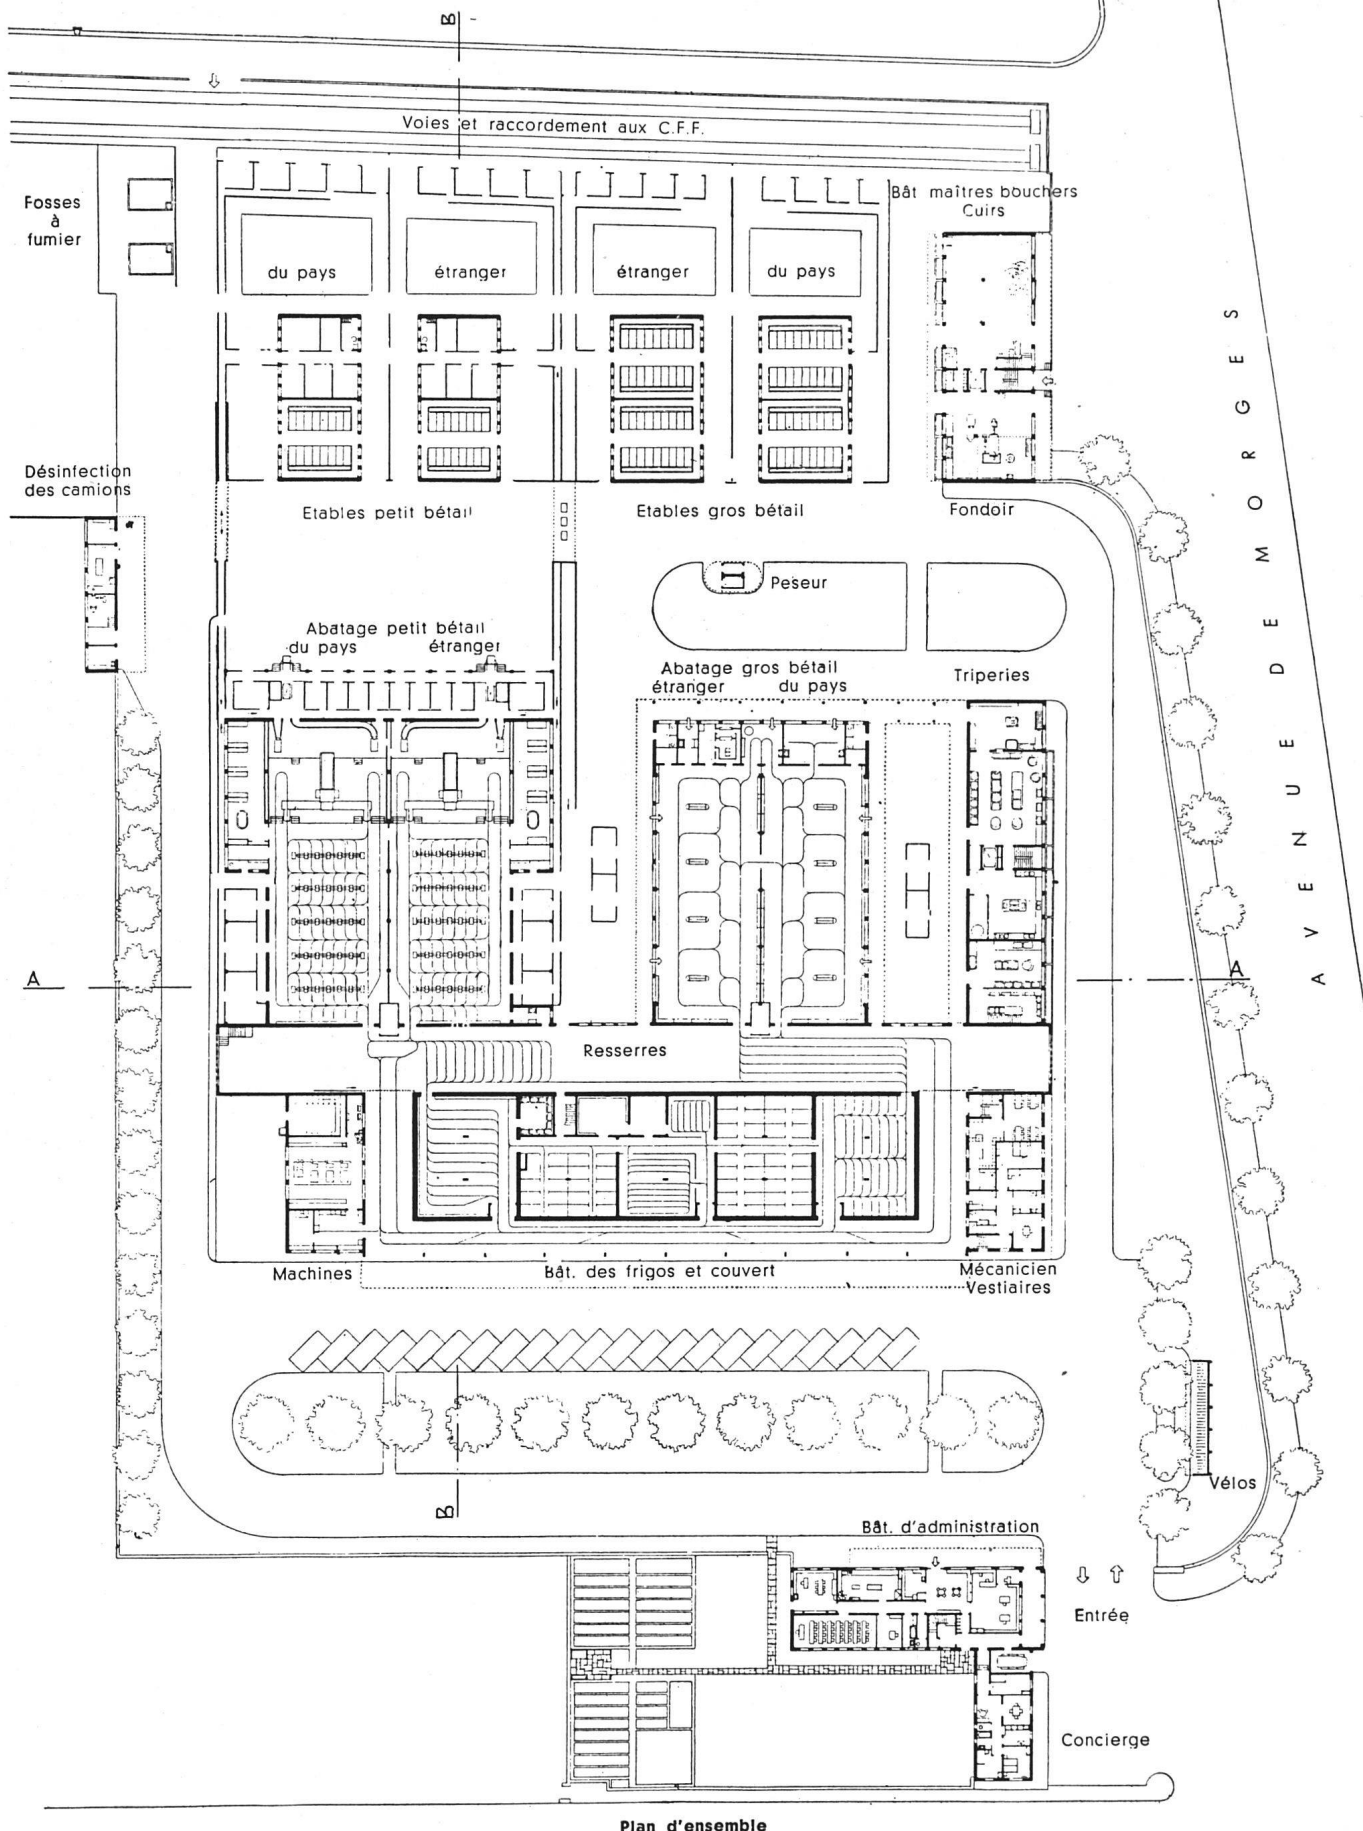 B
Voies et raccordement aux C.F.F.
Fosses
à
fumier
Bât maîtres bouchers
Cuirs
du pays
étranger
étranger
du pays
Désinfection
des camions
Etables petit bétail
Etables gros bétail
Fondoir
AVENUE DE MORGES
Peseur
Abatage petit bétail
du pays étranger
Abatage gros bétail
étranger du pays
Triperies
A
A
Resserres
Machines
Bât. des frigos et couvert
Mécanicien
Vestiaires
B
Vélos
Bât. d'administration
Entrée
Concierge
Plan d'ensemble